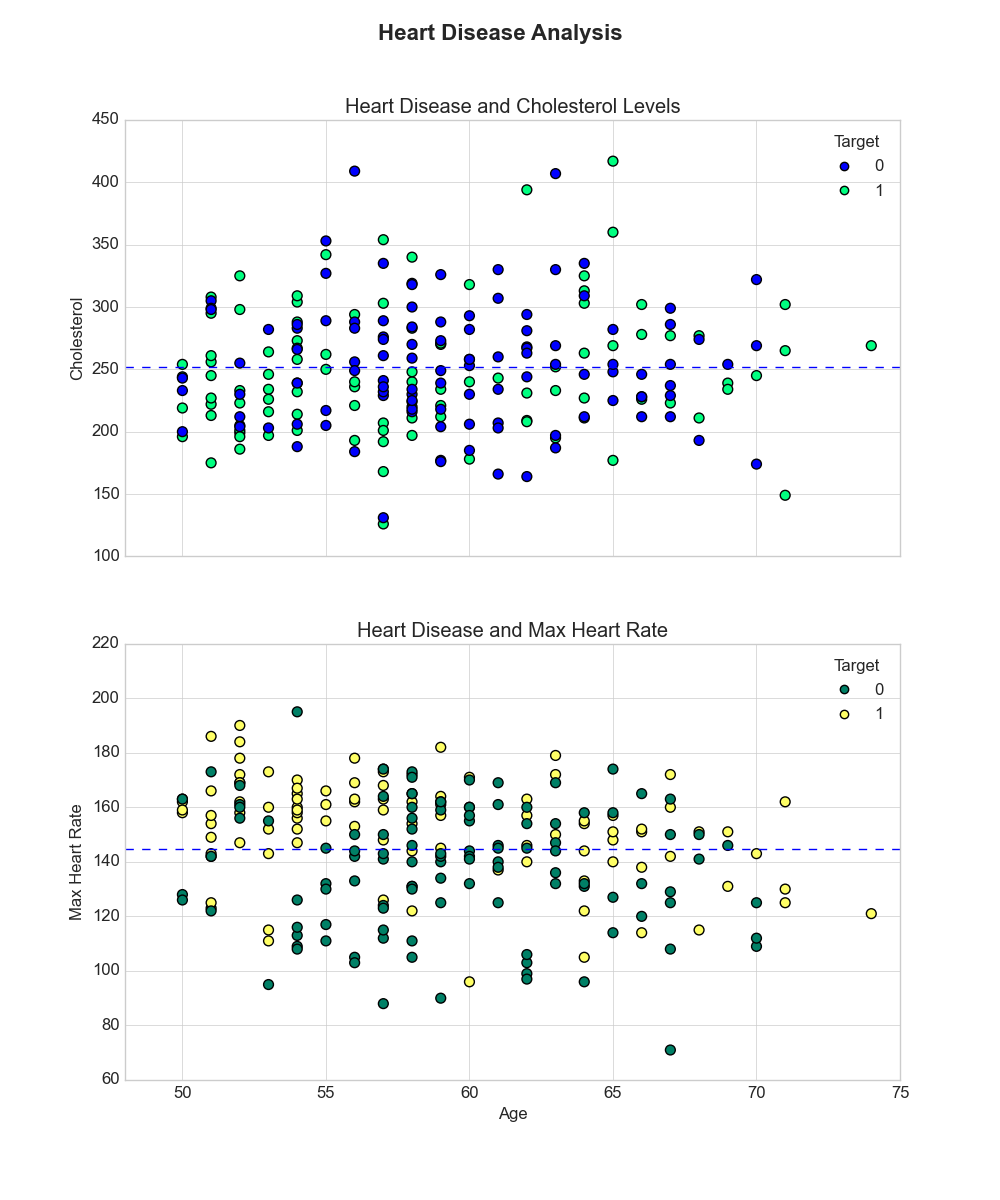 Heart Disease Analysis
Heart Disease and Cholesterol Levels
450
400
350
300
250
200
150
100
Cholesterol
Target
0
1
Heart Disease and Max Heart Rate
220
200
180
160
140
120
100
80
60
Max Heart Rate
Target
0
1
50 55 60 65 70 75
Age